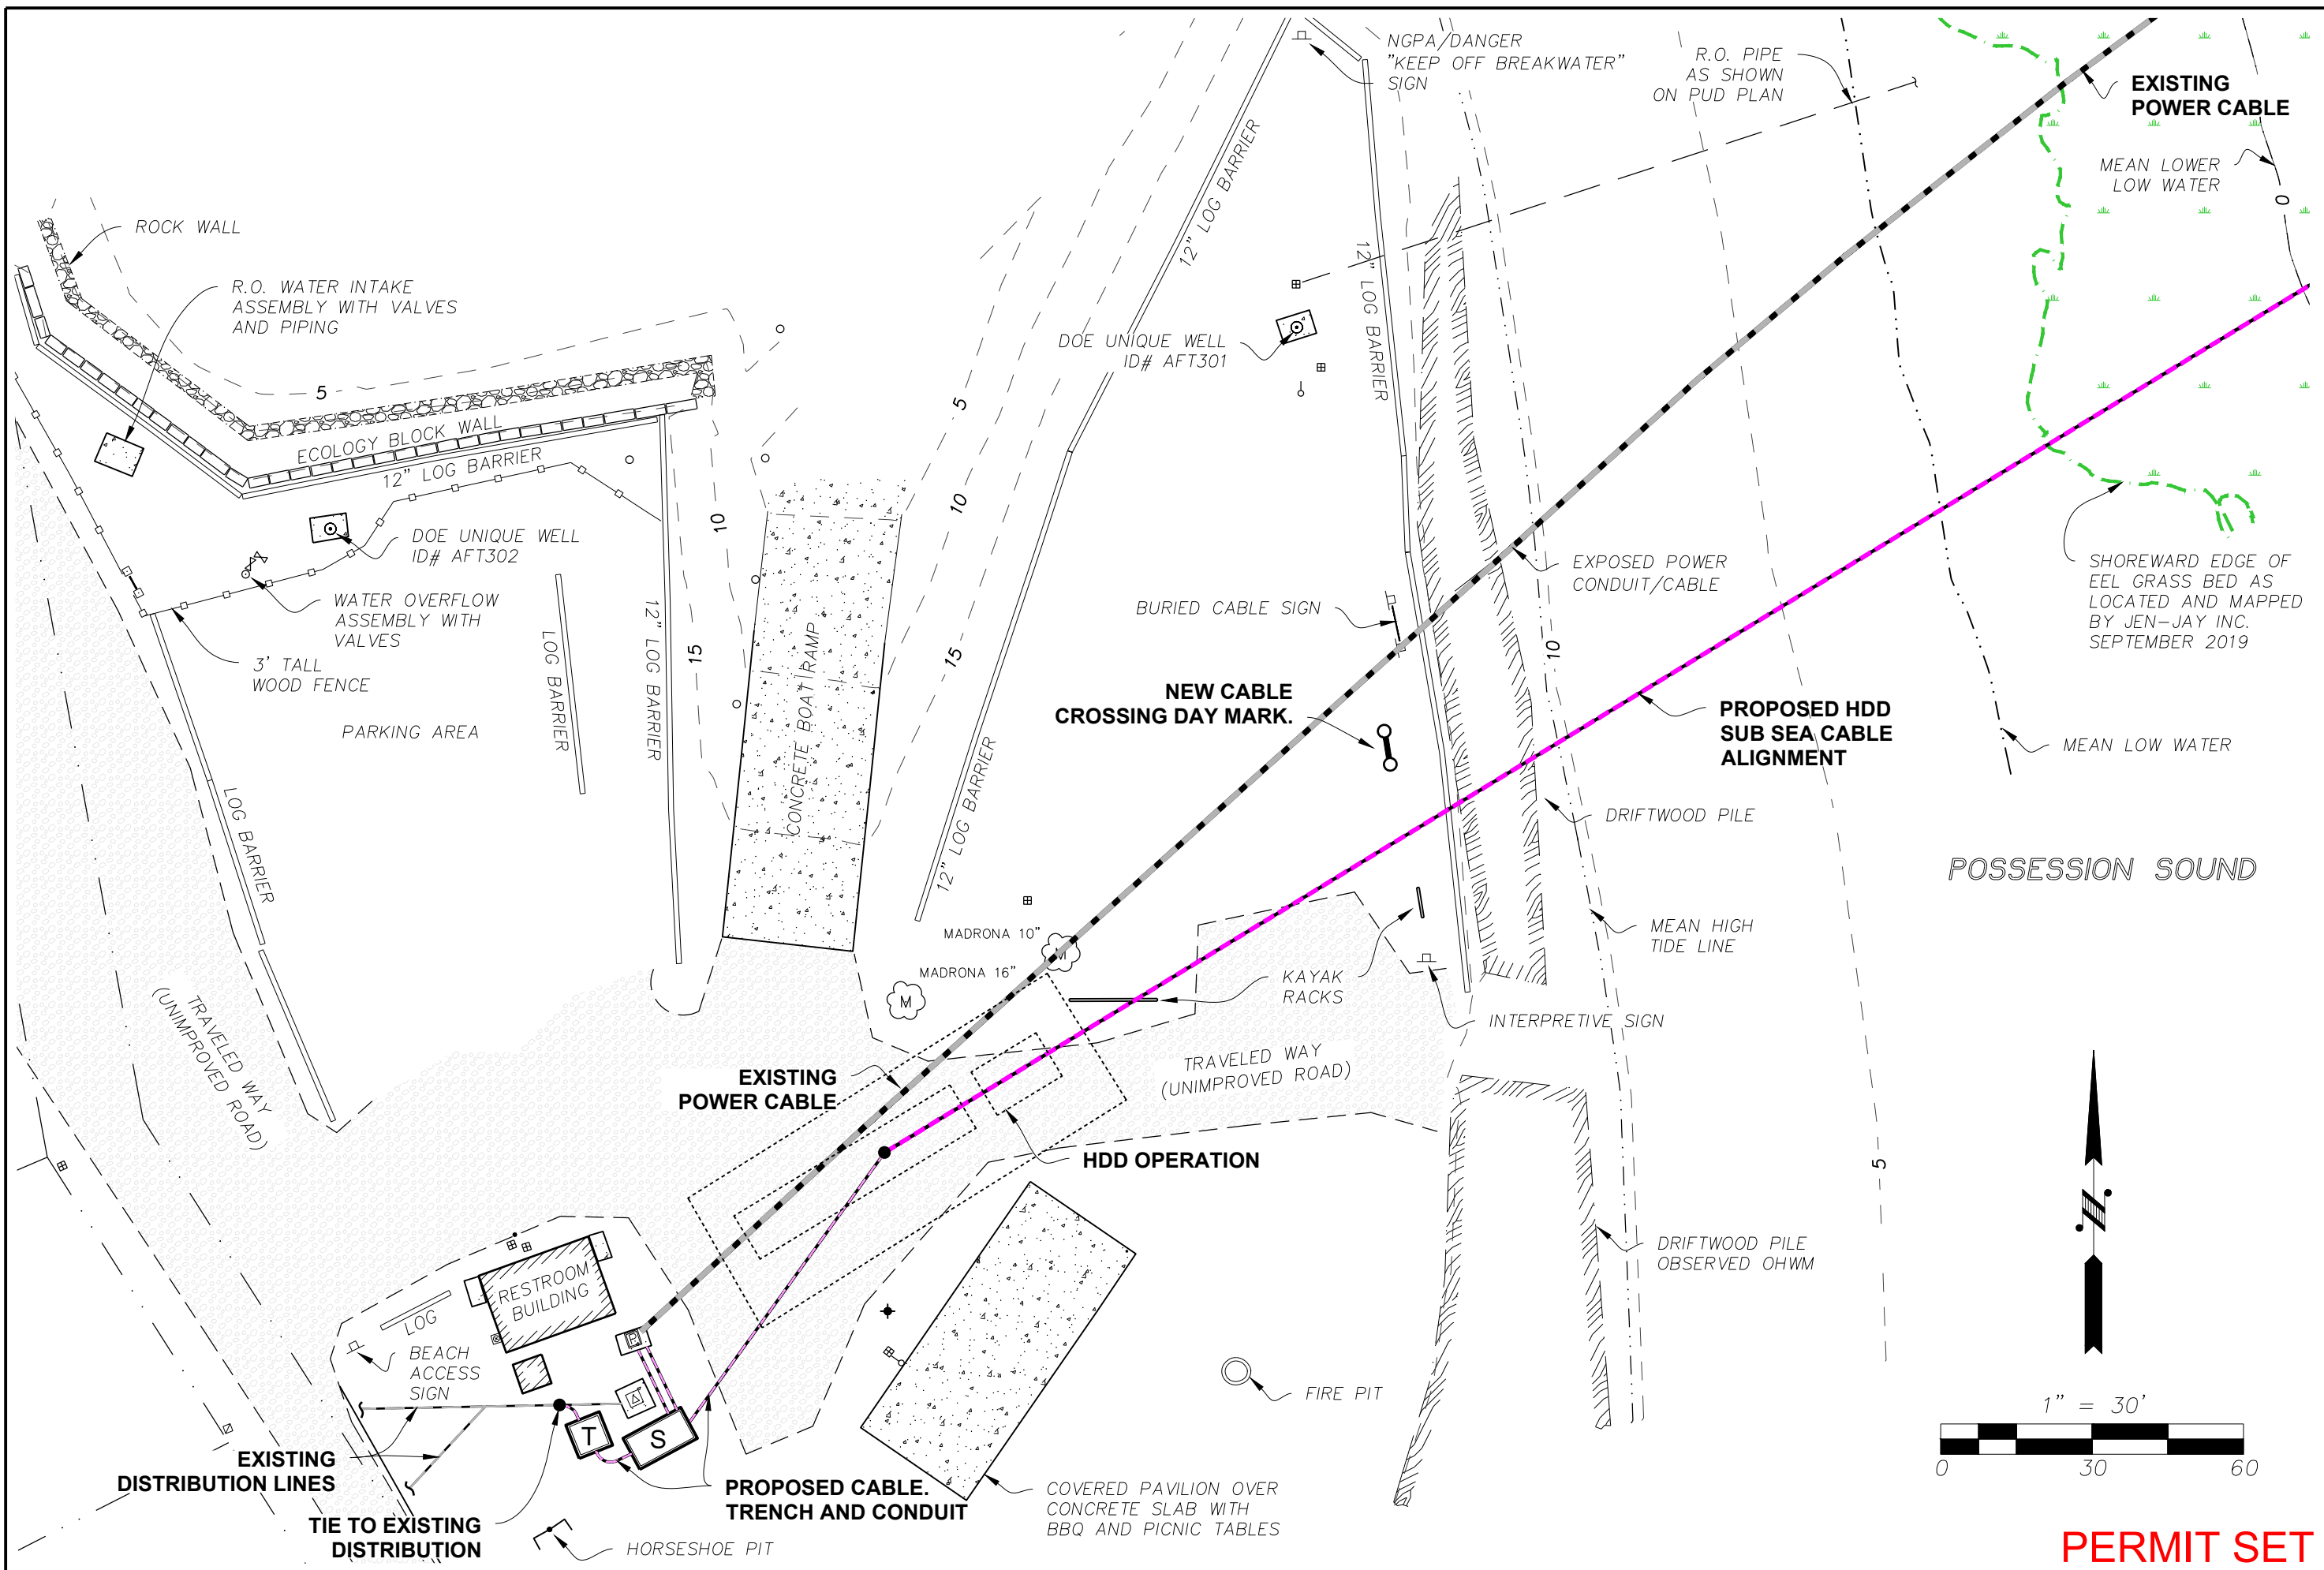 NGPA/DANGER
"KEEP OFF BREAKWATER"
SIGN
R.O. PIPE
AS SHOWN
ON PUD PLAN
EXISTING
POWER CABLE
MEAN LOWER
LOW WATER
0
ROCK WALL
R.O. WATER INTAKE
ASSEMBLY WITH VALVES
AND PIPING
12" LOG BARRIER
12" LOG BARRIER
DOE UNIQUE WELL
ID# AFT301
5
5
ECOLOGY BLOCK WALL
12" LOG BARRIER
10
10
DOE UNIQUE WELL
ID# AFT302
WATER OVERFLOW
ASSEMBLY WITH
VALVES
3' TALL
WOOD FENCE
PARKING AREA
LOG BARRIER
12" LOG BARRIER
15
CONCRETE BOAT RAMP
15
12" LOG BARRIER
EXPOSED POWER
CONDUIT/CABLE
BURIED CABLE SIGN
10
SHOREWARD EDGE OF
EEL GRASS BED AS
LOCATED AND MAPPED
BY JEN-JAY INC.
SEPTEMBER 2019
NEW CABLE
CROSSING DAY MARK.
PROPOSED HDD
SUB SEA CABLE
ALIGNMENT
MEAN LOW WATER
LOG BARRIER
DRIFTWOOD PILE
POSSESSION SOUND
MADRONA 10"
M
MADRONA 16"
M
MEAN HIGH
TIDE LINE
KAYAK
RACKS
INTERPRETIVE SIGN
TRAVELED WAY
(UNIMPROVED ROAD)
TRAVELED WAY
(UNIMPROVED ROAD)
EXISTING
POWER CABLE
HDD OPERATION
5
N
DRIFTWOOD PILE
OBSERVED OHWM
RESTROOM
BUILDING
LOG
P
BEACH
ACCESS
SIGN
FIRE PIT
T
S
EXISTING
DISTRIBUTION LINES
PROPOSED CABLE.
TRENCH AND CONDUIT
COVERED PAVILION OVER
CONCRETE SLAB WITH
BBQ AND PICNIC TABLES
TIE TO EXISTING
DISTRIBUTION
HORSESHOE PIT
1" = 30'
0 30 60
PERMIT SET